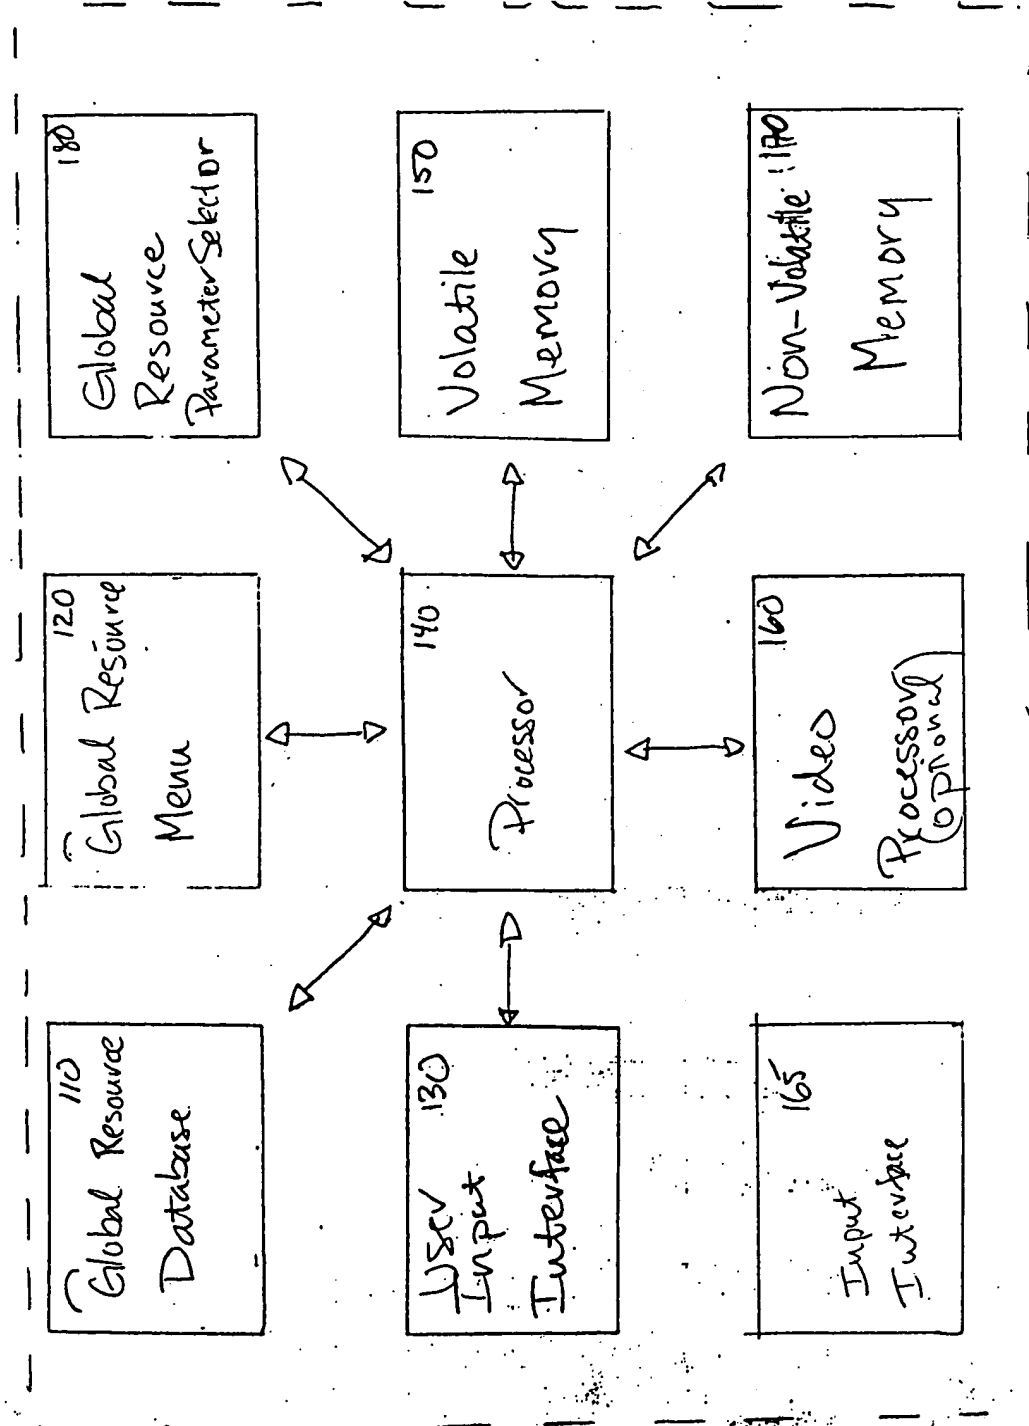 110
Global Resource
Database
120
Global Resource
Menu
180
Global
Resource
Parameter Selector
130
User
Input
Interface
140
Processor
150
Volatile
Memory
165
Input
Interface
160
Video
Processor
(optional)
Non-Volatile 170
Memory